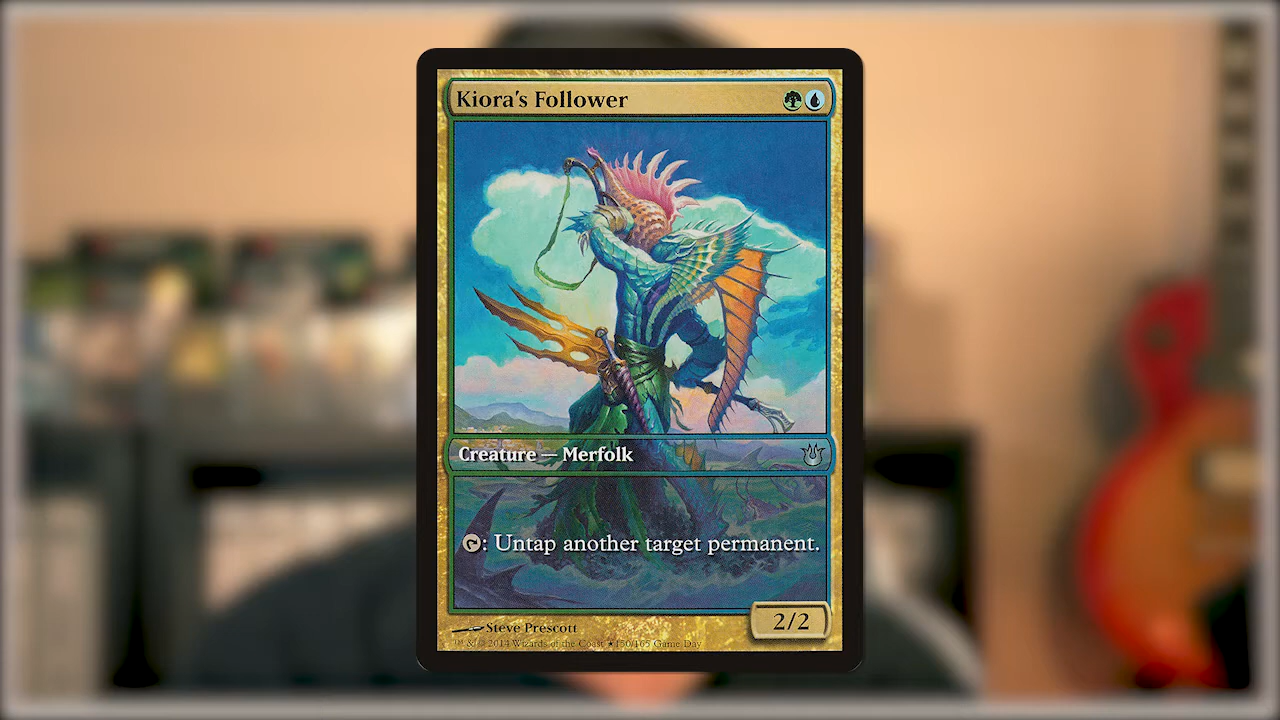 Kiora's Follower
Creature — Merfolk
: Untap another target permanent.
2/2
Steve Prescott
™ & © 2014 Wizards of the Coast ★150/165 Game Day